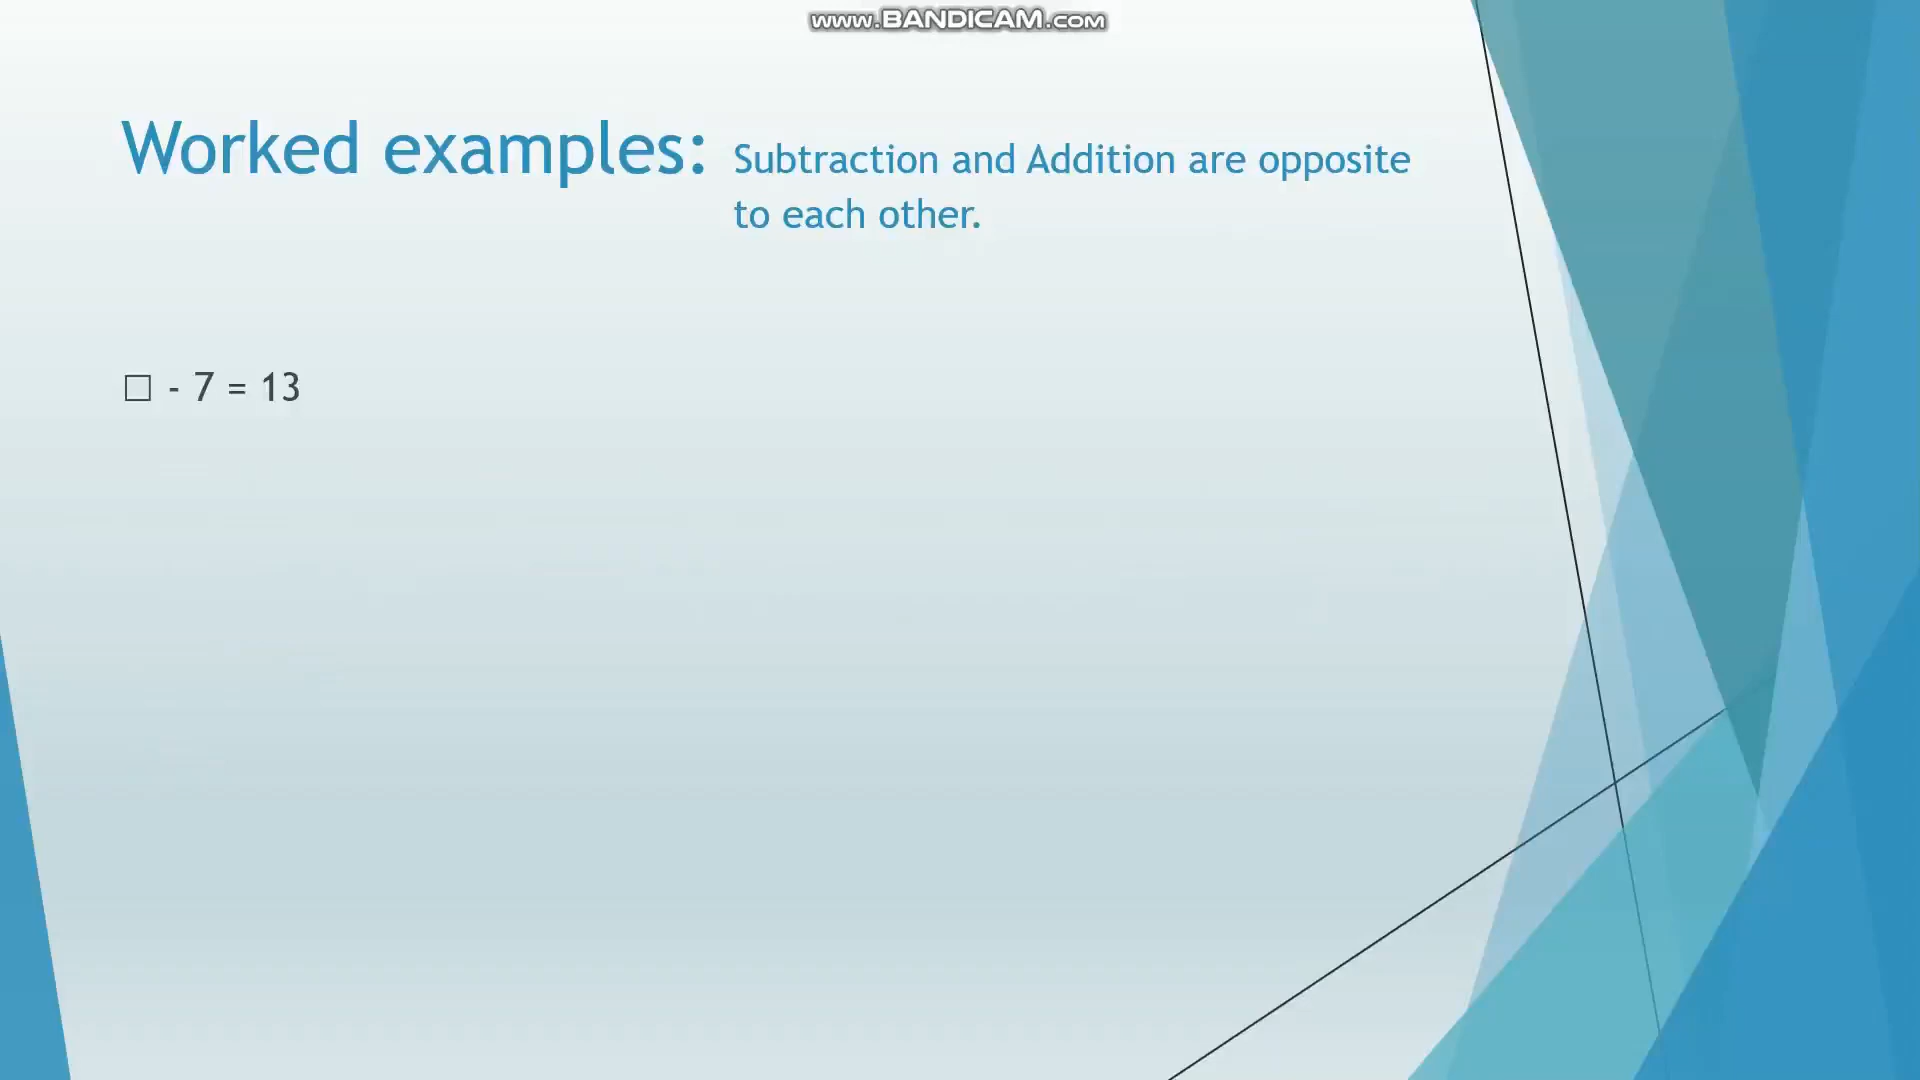 www.BANDICAM.com
Worked examples: Subtraction and Addition are opposite
to each other.
□ - 7 = 13